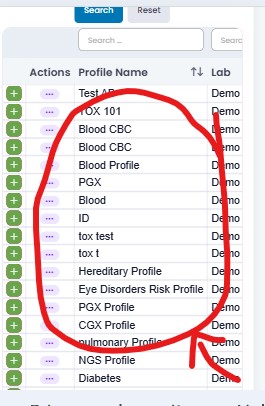 Search Reset
Search ... Searc
Actions Profile Name Lab
Demo
TOX 101 Demo
Blood CBC Demo
Blood CBC Demo
Blood Profile Demo
PGX Demo
Blood Demo
ID Demo
tox test Demo
tox t Demo
Hereditary Profile Demo
Eye Disorders Risk Profile Demo
PGX Profile Demo
CGX Profile Demo
pulmonary Profile Demo
NGS Profile Demo
Diabetes Demo